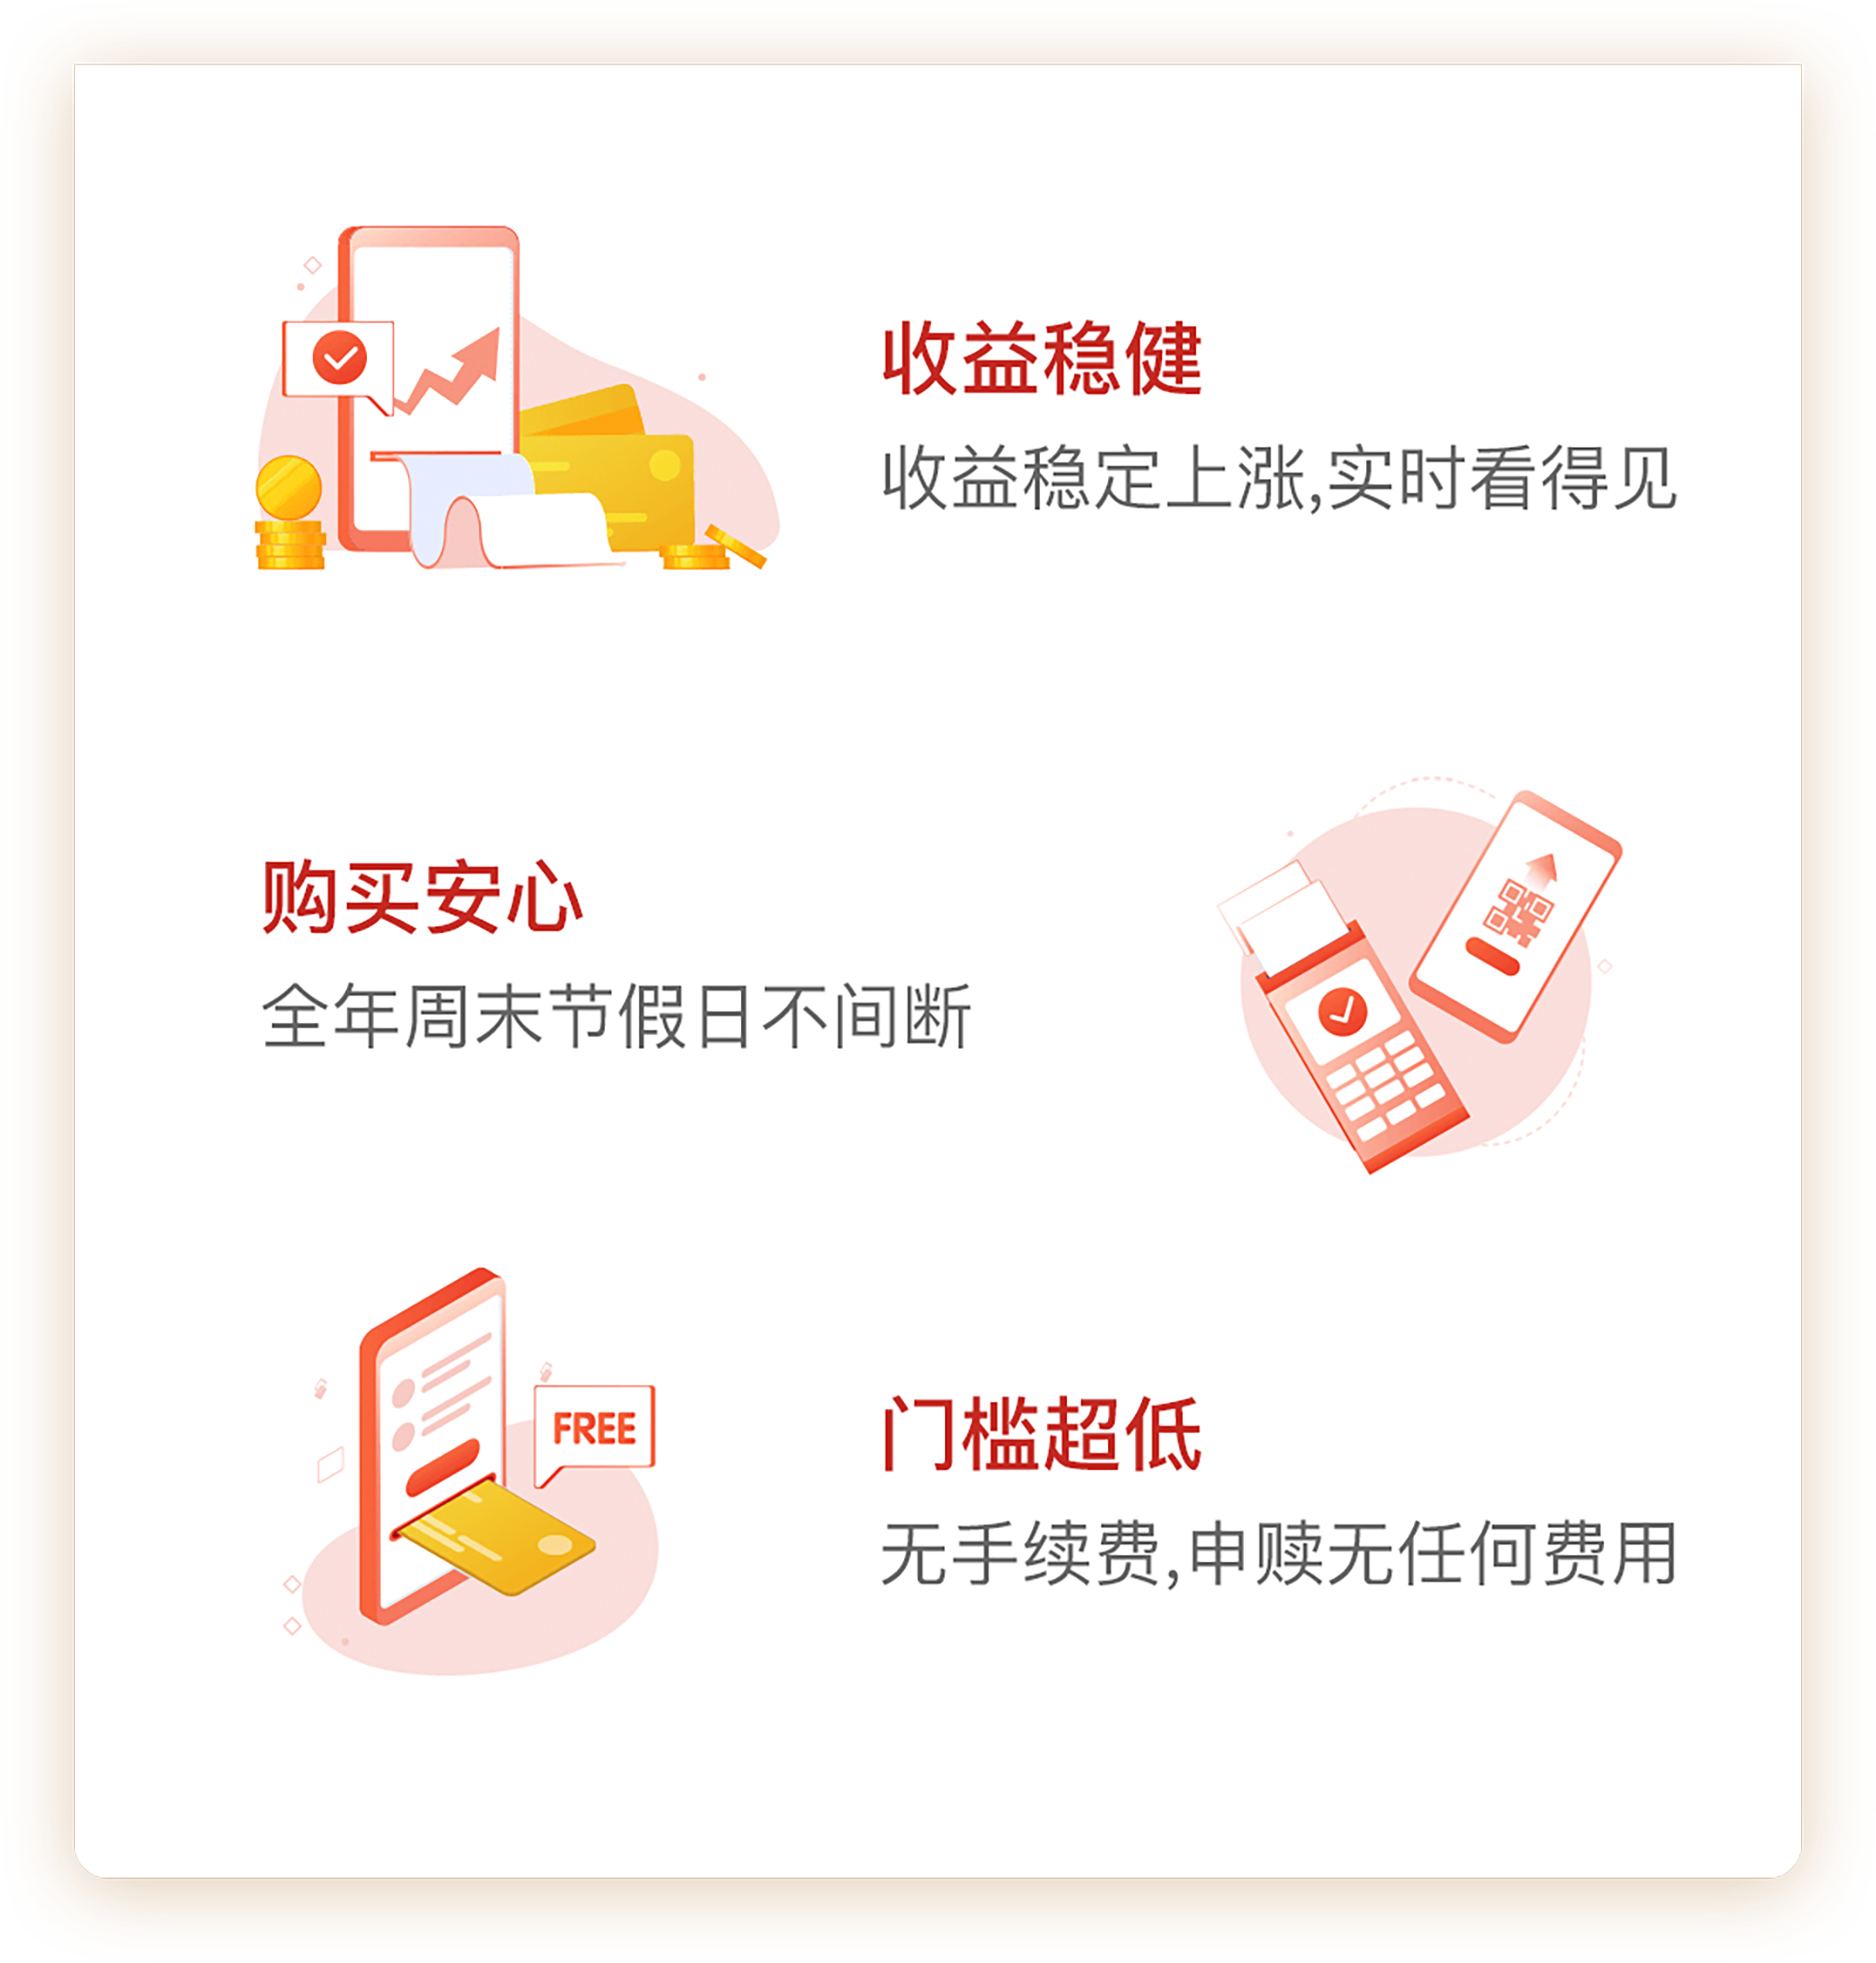 收益稳健
收益稳定上涨,实时看得见
购买安心
全年周末节假日不间断
FREE
门槛超低
无手续费,申赎无任何费用